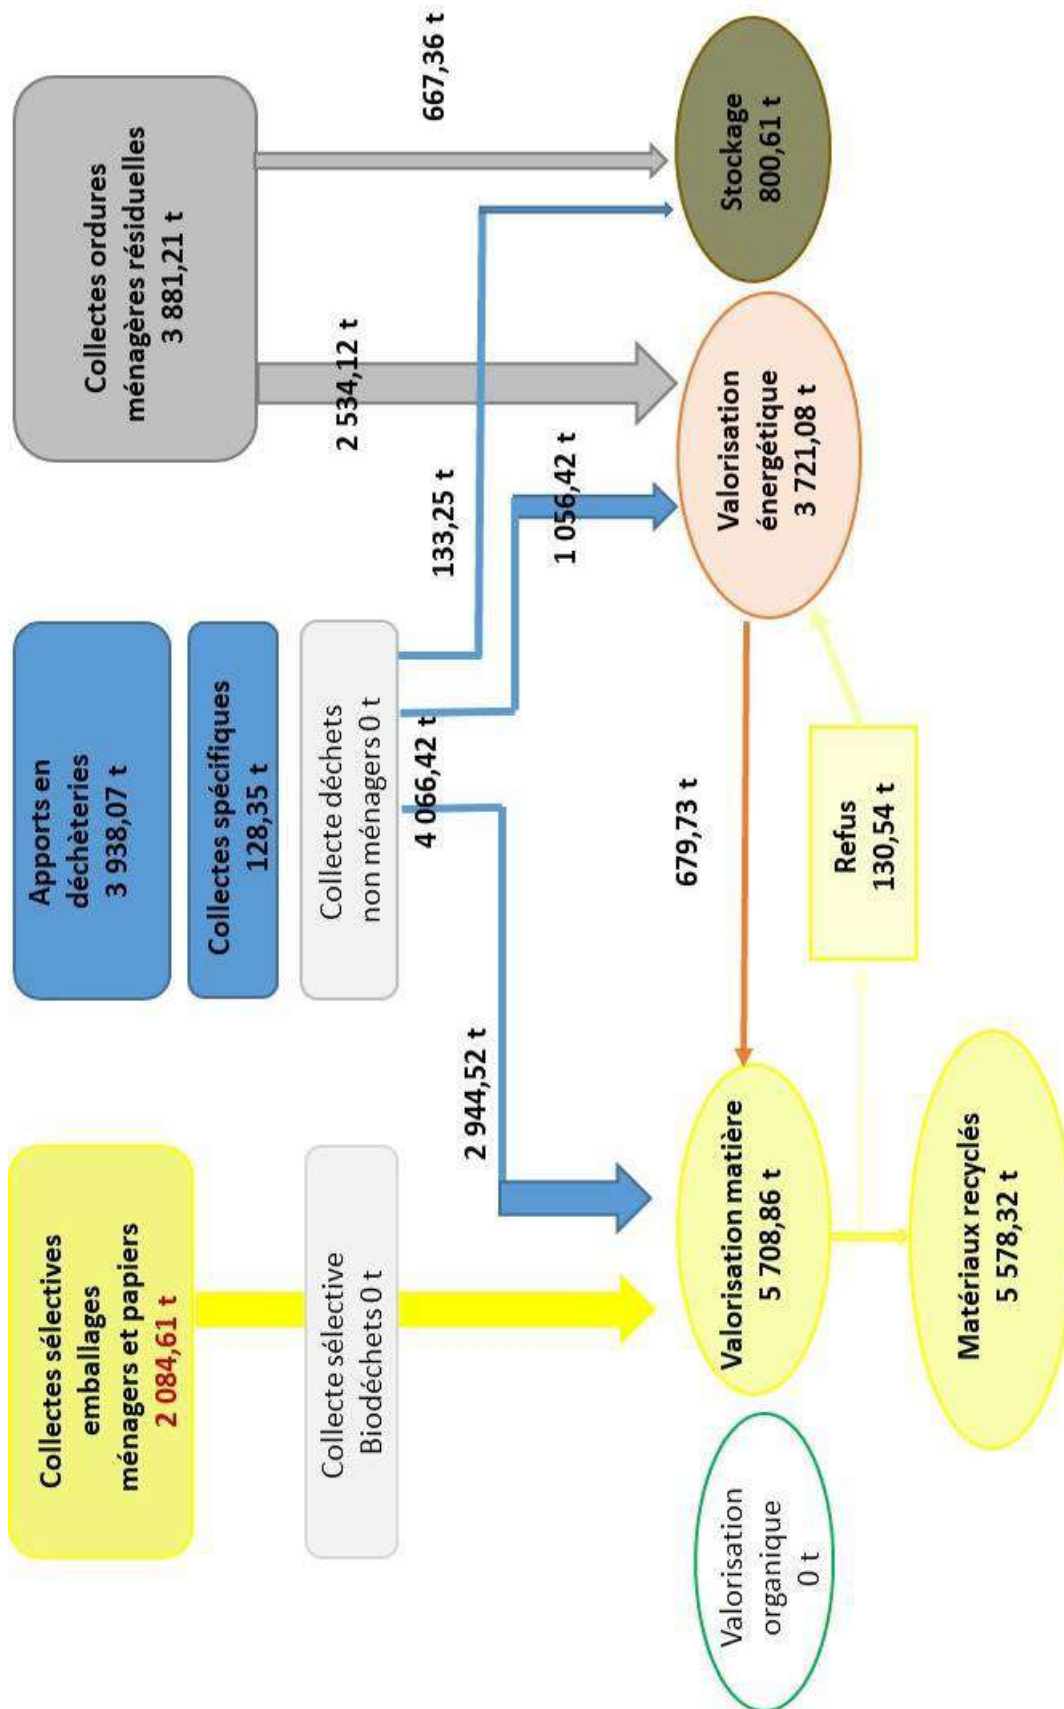 Collectes sélectives
emballages
ménagers et papiers
2 084,61 t
Collecte sélective
Biodéchets 0 t
Apports en
déchèteries
3 938,07 t
Collectes spécifiques
128,35 t
Collecte déchets
non ménagers 0 t
4 066,42 t
Collectes ordures
ménagères résiduelles
3 881,21 t
2 944,52 t
133,25 t
1 056,42 t
2 534,12 t
667,36 t
679,73 t
Valorisation
organique
0 t
Valorisation matière
5 708,86 t
Valorisation
énergétique
3 721,08 t
Stockage
800,61 t
Refus
130,54 t
Matériaux recyclés
5 578,32 t